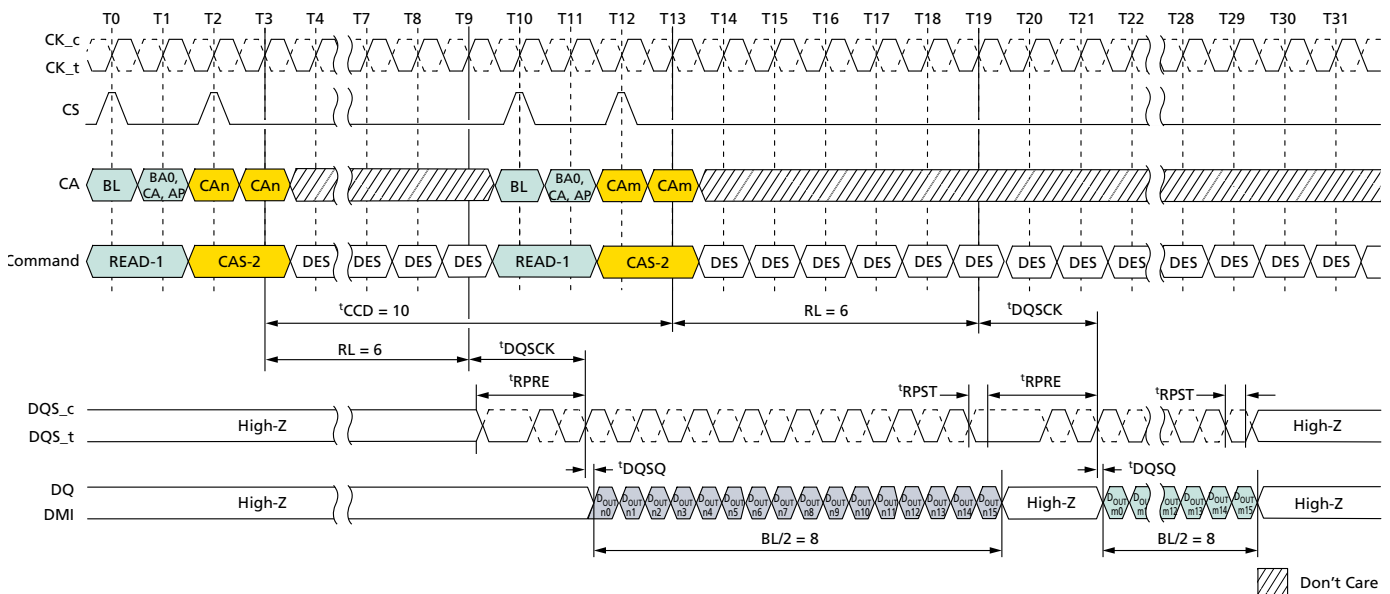 T0 T1 T2 T3 T4 T7 T8 T9 T10 T11 T12 T13 T14 T15 T16 T17 T18 T19 T20 T21 T22 T28 T29 T30 T31
CK_c
CK_t
CS
CA BL BA0, CA, AP CAn CAn BL BA0, CA, AP CAm CAm
Command READ-1 CAS-2 DES DES DES DES READ-1 CAS-2 DES DES DES DES DES DES DES DES DES DES DES DES DES
tCCD = 10 RL = 6 tDQSCK
RL = 6 tDQSCK
tRPRE tRPST tRPRE tRPST
DQS_c
DQS_t
High-Z High-Z
tDQSQ tDQSQ
DQ
DMI
High-Z DOUT n0 DOUT n1 DOUT n2 DOUT n3 DOUT n4 DOUT n5 DOUT n6 DOUT n7 DOUT n8 DOUT n9 DOUT n10 DOUT n11 DOUT n12 DOUT n13 DOUT n14 DOUT n15 High-Z DOUT m0 DOUT DOUT m12 DOUT m13 DOUT m14 DOUT m15 High-Z
BL/2 = 8 BL/2 = 8
Don't Care